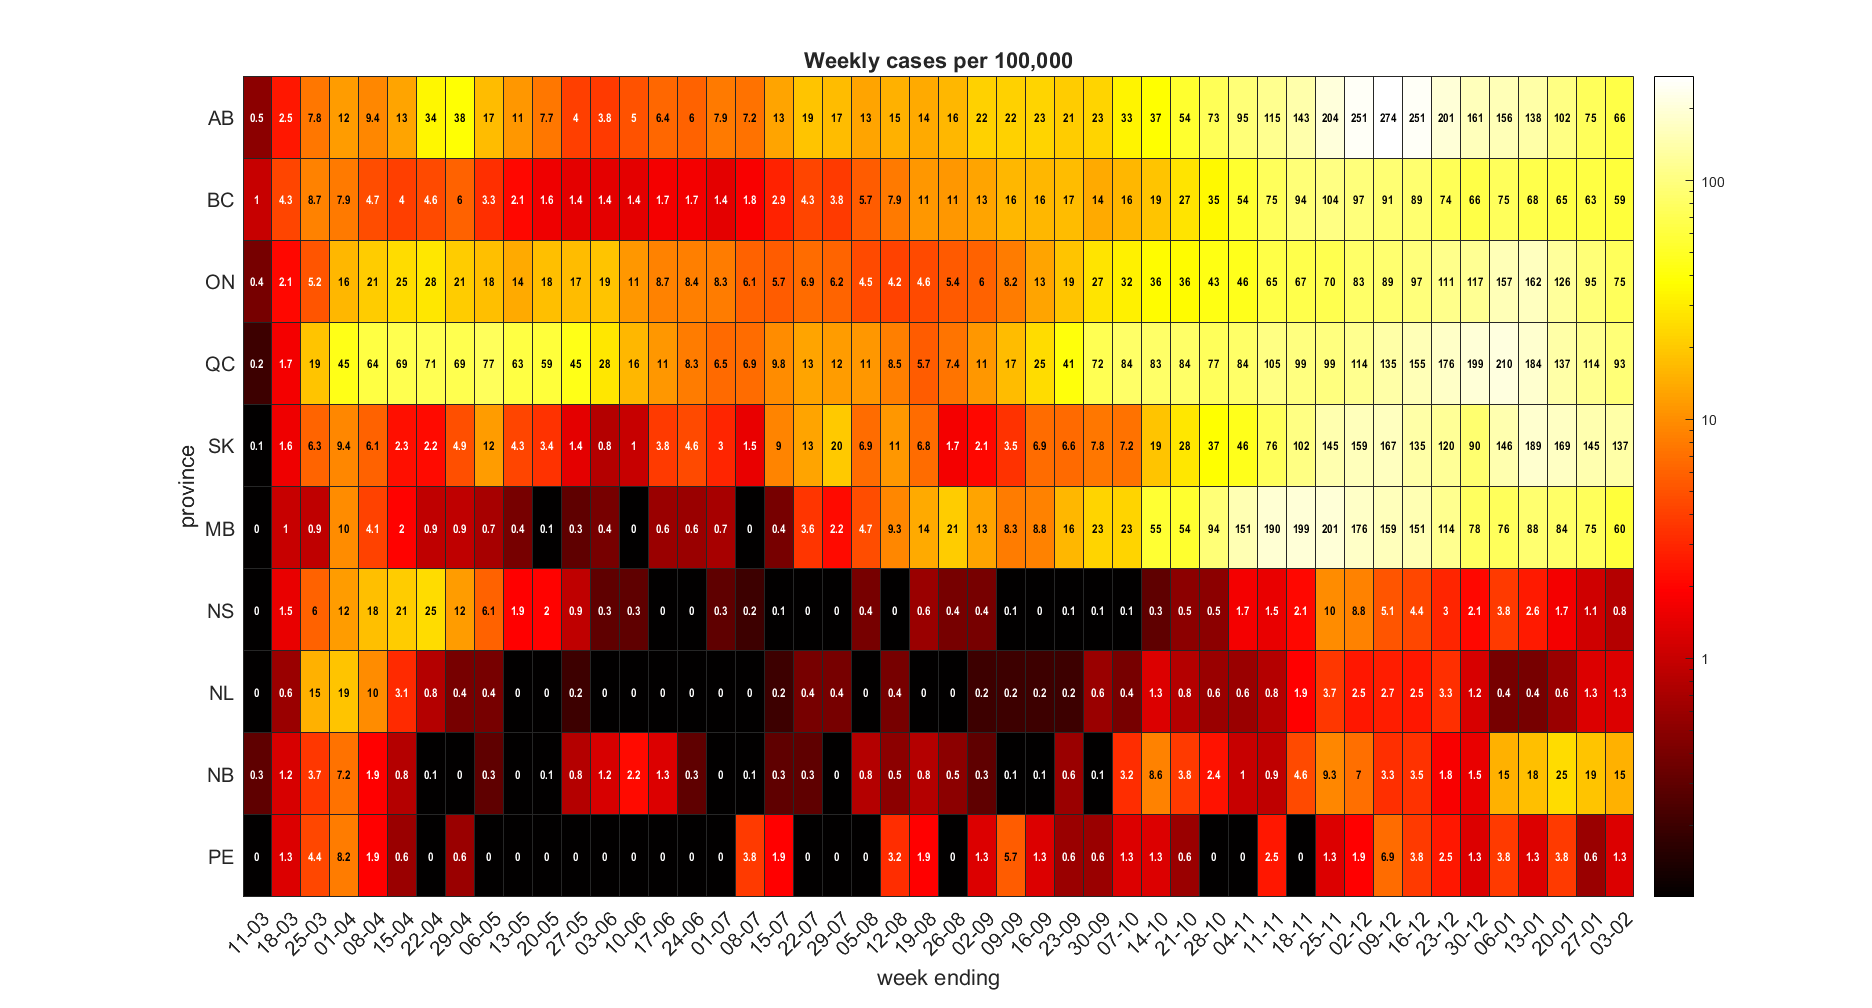 Weekly cases per 100,000
AB 0.5 2.5 7.8 12 9.4 13 34 38 17 11 7.7 4 3.8 5 6.4 6 7.9 7.2 13 19 17 13 15 14 16 22 22 23 21 23 33 37 54 73 95 115 143 204 251 274 251 201 161 156 138 102 75 66
BC 1 4.3 8.7 7.9 4.7 4 4.6 6 3.3 2.1 1.6 1.4 1.4 1.4 1.7 1.7 1.4 1.8 2.9 4.3 3.8 5.7 7.9 11 11 13 16 16 17 14 16 19 27 35 54 75 94 104 97 91 89 74 66 75 68 65 63 59
100
ON 0.4 2.1 5.2 16 21 25 28 21 18 14 18 17 19 11 8.7 8.4 8.3 6.1 5.7 6.9 6.2 4.5 4.2 4.6 5.4 6 8.2 13 19 27 32 36 36 43 46 65 67 70 83 89 97 111 117 157 162 126 95 75
QC 0.2 1.7 19 45 64 69 71 69 77 63 59 45 28 16 11 8.3 6.5 6.9 9.8 13 12 11 8.5 5.7 7.4 11 17 25 41 72 84 83 84 77 84 105 99 99 114 135 155 176 199 210 184 137 114 93
10
SK 0.1 1.6 6.3 9.4 6.1 2.3 2.2 4.9 12 4.3 3.4 1.4 0.8 1 3.8 4.6 3 1.5 9 13 20 6.9 11 6.8 1.7 2.1 3.5 6.9 6.6 7.8 7.2 19 28 37 46 76 102 145 159 167 135 120 90 146 189 169 145 137
province
MB 0 1 0.9 10 4.1 2 0.9 0.9 0.7 0.4 0.1 0.3 0.4 0 0.6 0.6 0.7 0 0.4 3.6 2.2 4.7 9.3 14 21 13 8.3 8.8 16 23 23 55 54 94 151 190 199 201 176 159 151 114 78 76 88 84 75 60
NS 0 1.5 6 12 18 21 25 12 6.1 1.9 2 0.9 0.3 0.3 0 0 0.3 0.2 0.1 0 0 0.4 0 0.6 0.4 0.4 0.1 0 0.1 0.1 0.1 0.3 0.5 0.5 1.7 1.5 2.1 10 8.8 5.1 4.4 3 2.1 3.8 2.6 1.7 1.1 0.8
1
NL 0 0.6 15 19 10 3.1 0.8 0.4 0.4 0 0 0.2 0 0 0 0 0 0 0.2 0.4 0.4 0 0.4 0 0 0.2 0.2 0.2 0.2 0.6 0.4 1.3 0.8 0.6 0.6 0.8 1.9 3.7 2.5 2.7 2.5 3.3 1.2 0.4 0.4 0.6 1.3 1.3
NB 0.3 1.2 3.7 7.2 1.9 0.8 0.1 0 0.3 0 0.1 0.8 1.2 2.2 1.3 0.3 0 0.1 0.3 0.3 0 0.8 0.5 0.8 0.5 0.3 0.1 0.1 0.6 0.1 3.2 8.6 3.8 2.4 1 0.9 4.6 9.3 7 3.3 3.5 1.8 1.5 15 18 25 19 15
PE 0 1.3 4.4 8.2 1.9 0.6 0 0.6 0 0 0 0 0 0 0 0 0 3.8 1.9 0 0 0 3.2 1.9 0 1.3 5.7 1.3 0.6 0.6 1.3 1.3 0.6 0 0 2.5 0 1.3 1.9 6.9 3.8 2.5 1.3 3.8 1.3 3.8 0.6 1.3
11-03 18-03 25-03 01-04 08-04 15-04 22-04 29-04 06-05 13-05 20-05 27-05 03-06 10-06 17-06 24-06 01-07 08-07 15-07 22-07 29-07 05-08 12-08 19-08 26-08 02-09 09-09 16-09 23-09 30-09 07-10 14-10 21-10 28-10 04-11 11-11 18-11 25-11 02-12 09-12 16-12 23-12 30-12 06-01 13-01 20-01 27-01 03-02
week ending